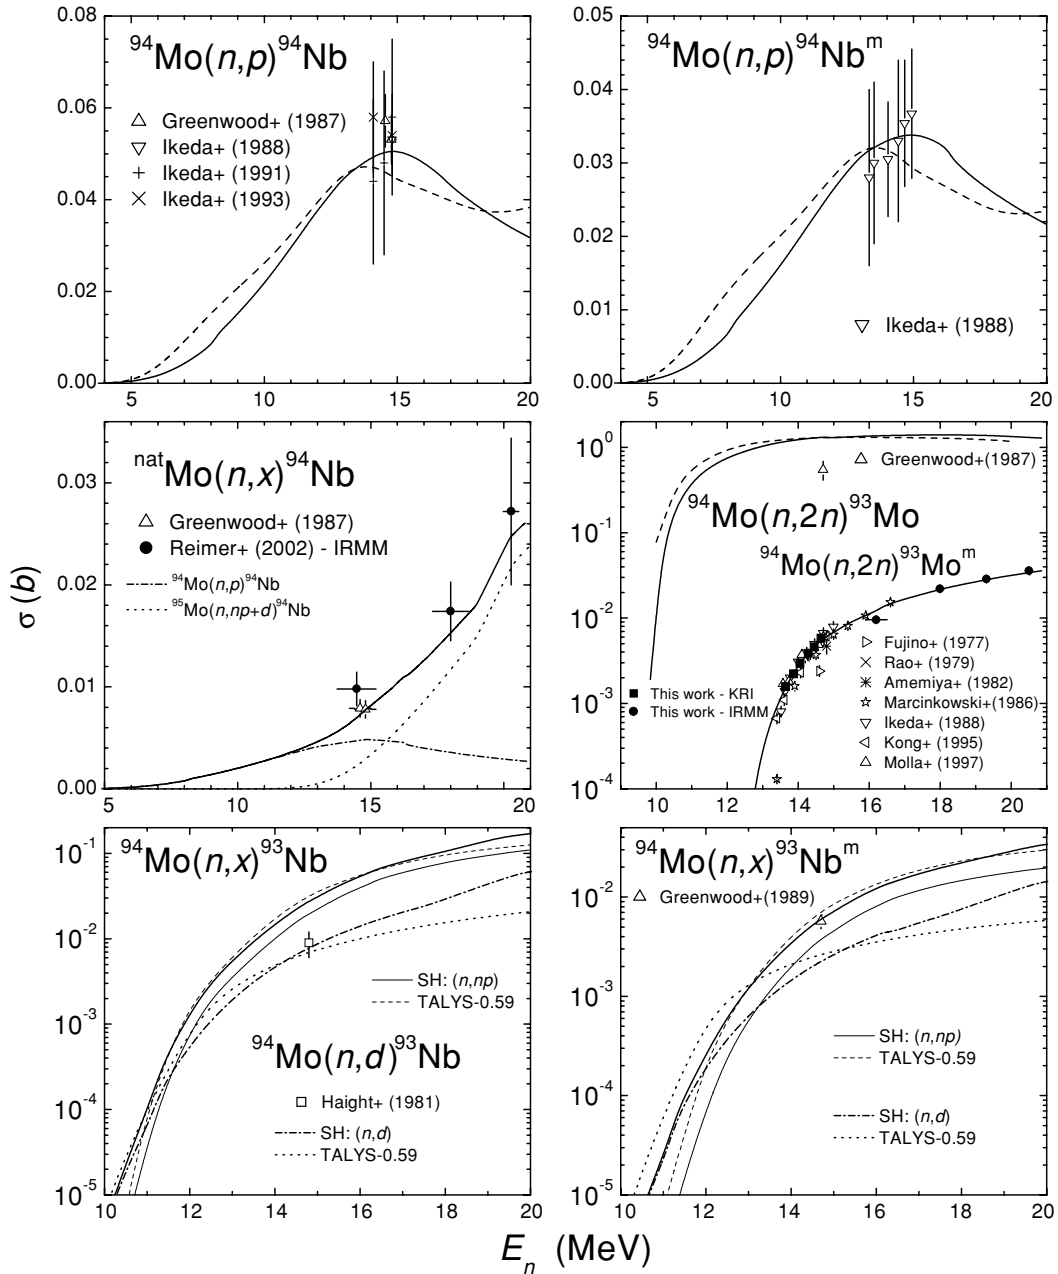 0.08
0.06
0.04
0.02
0.00
⁹⁴Mo(n,p)⁹⁴Nb
Greenwood+ (1987)
Ikeda+ (1988)
Ikeda+ (1991)
Ikeda+ (1993)
5 10 15 20
0.05
0.04
0.03
0.02
0.01
0.00
⁹⁴Mo(n,p)⁹⁴Nbᵐ
Ikeda+ (1988)
5 10 15 20
σ (b)
0.03
0.02
0.01
0.00
ⁿᵃᵗMo(n,x)⁹⁴Nb
Greenwood+ (1987)
Reimer+ (2002) - IRMM
⁹⁴Mo(n,p)⁹⁴Nb
⁹⁵Mo(n,np+d)⁹⁴Nb
5 10 15 20
10⁰
10⁻¹
10⁻²
10⁻³
10⁻⁴
Greenwood+(1987)
⁹⁴Mo(n,2n)⁹³Mo
⁹⁴Mo(n,2n)⁹³Moᵐ
Fujino+ (1977)
Rao+ (1979)
Amemiya+ (1982)
Marcinkowski+(1986)
Ikeda+ (1988)
Kong+ (1995)
Molla+ (1997)
This work - KRI
This work - IRMM
10 12 14 16 18 20
10⁻¹
10⁻²
10⁻³
10⁻⁴
10⁻⁵
⁹⁴Mo(n,x)⁹³Nb
SH: (n,np)
TALYS-0.59
⁹⁴Mo(n,d)⁹³Nb
Haight+ (1981)
SH: (n,d)
TALYS-0.59
10 12 14 16 18 20
10⁻²
10⁻³
10⁻⁴
10⁻⁵
⁹⁴Mo(n,x)⁹³Nbᵐ
Greenwood+(1989)
SH: (n,np)
TALYS-0.59
SH: (n,d)
TALYS-0.59
10 12 14 16 18 20
Eₙ (MeV)